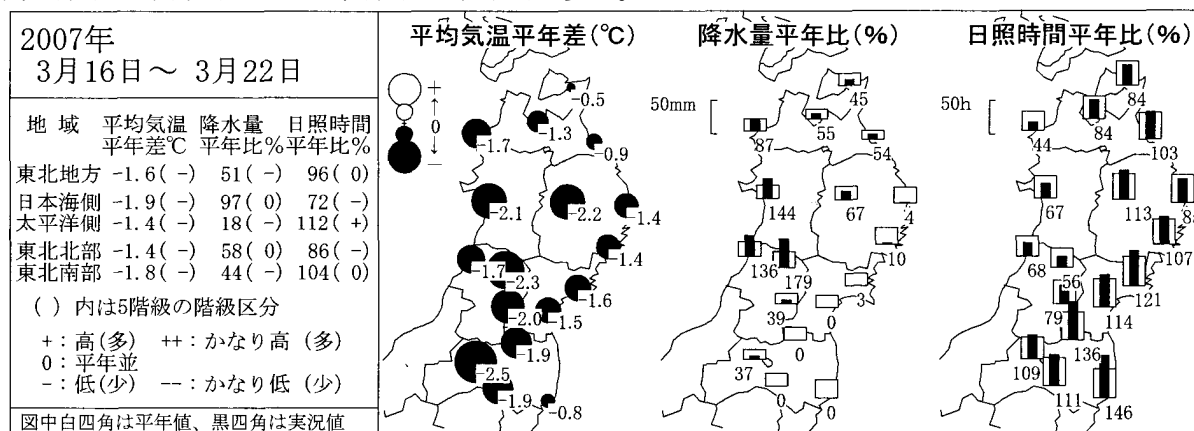 2007年
3月16日～ 3月22日
地 域 平均気温 降水量 日照時間
平年差℃ 平年比% 平年比%
東北地方 -1.6(-) 51(-) 96(0)
日本海側 -1.9(-) 97(0) 72(-)
太平洋側 -1.4(-) 18(-) 112(+)
東北北部 -1.4(-) 58(0) 86(-)
東北南部 -1.8(-) 44(-) 104(0)
( ) 内は5階級の階級区分
+：高(多) ++：かなり高 (多)
0：平年並
-：低(少) --：かなり低 (少)
図中白四角は平年値、黒四角は実況値
平均気温平年差(℃)
+
↑
0
↓
-
-0.5
-1.3
-1.7
-0.9
-2.1
-2.2
-1.4
-1.4
-1.7
-2.3
-1.6
-2.0
-1.5
-1.9
-2.5
-1.9
-0.8
降水量平年比(%)
50mm
45
55
87
54
144
67
4
10
136
179
3
39
0
0
37
0
0
日照時間平年比(%)
50h
84
84
44
103
67
113
107
68
56
121
79
114
136
109
111
146